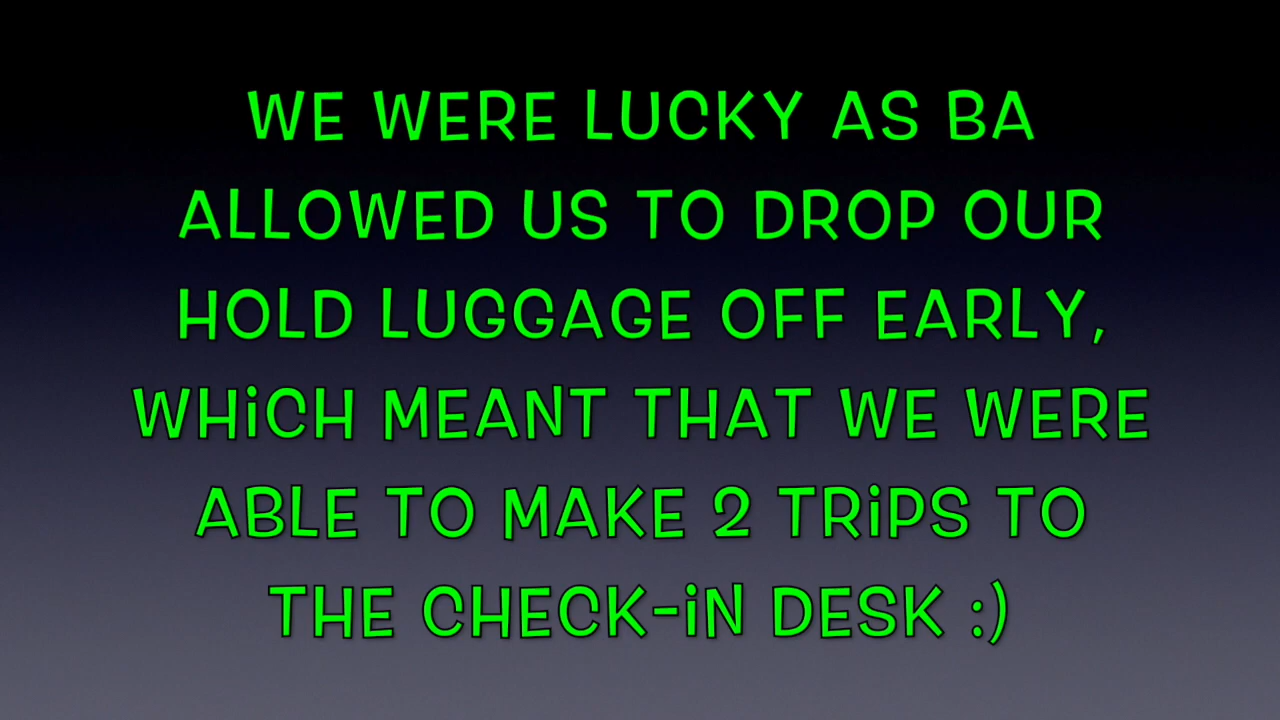 WE WERE LUCKY AS BA
ALLOWED US TO DROP OUR
HOLD LUGGAGE OFF EARLY,
WHiCH MEANT THAT WE WERE
ABLE TO MAKE 2 TRiPS TO
THE CHECK-iN DESK :)